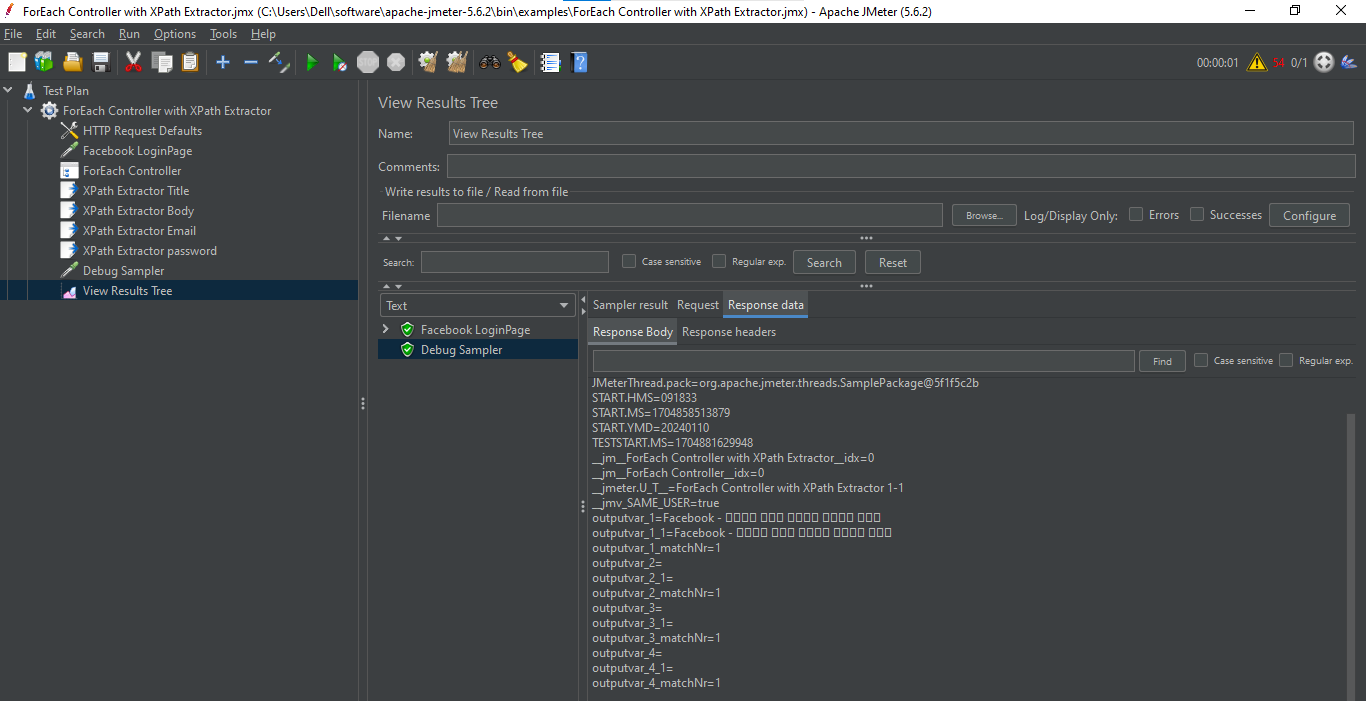 ForEach Controller with XPath Extractor.jmx (C:\Users\Dell\software\apache-jmeter-5.6.2\bin\examples\ForEach Controller with XPath Extractor.jmx) - Apache JMeter (5.6.2)
File Edit Search Run Options Tools Help
00:00:01 54 0/1
Test Plan
ForEach Controller with XPath Extractor
HTTP Request Defaults
Facebook LoginPage
ForEach Controller
XPath Extractor Title
XPath Extractor Body
XPath Extractor Email
XPath Extractor password
Debug Sampler
View Results Tree
View Results Tree
Name: View Results Tree
Comments:
Write results to file / Read from file
Filename Browse... Log/Display Only: Errors Successes Configure
Search: Case sensitive Regular exp. Search Reset
Text
Facebook LoginPage
Debug Sampler
Sampler result Request Response data
Response Body Response headers
Find Case sensitive Regular exp.
JMeterThread.pack=org.apache.jmeter.threads.SamplePackage@5f1f5c2b
START.HMS=091833
START.MS=1704858513879
START.YMD=20240110
TESTSTART.MS=1704881629948
__jm__ForEach Controller with XPath Extractor__idx=0
__jm__ForEach Controller__idx=0
__jmeter.U_T__=ForEach Controller with XPath Extractor 1-1
__jmv_SAME_USER=true
outputvar_1=Facebook - 
outputvar_1_1=Facebook - 
outputvar_1_matchNr=1
outputvar_2=
outputvar_2_1=
outputvar_2_matchNr=1
outputvar_3=
outputvar_3_1=
outputvar_3_matchNr=1
outputvar_4=
outputvar_4_1=
outputvar_4_matchNr=1